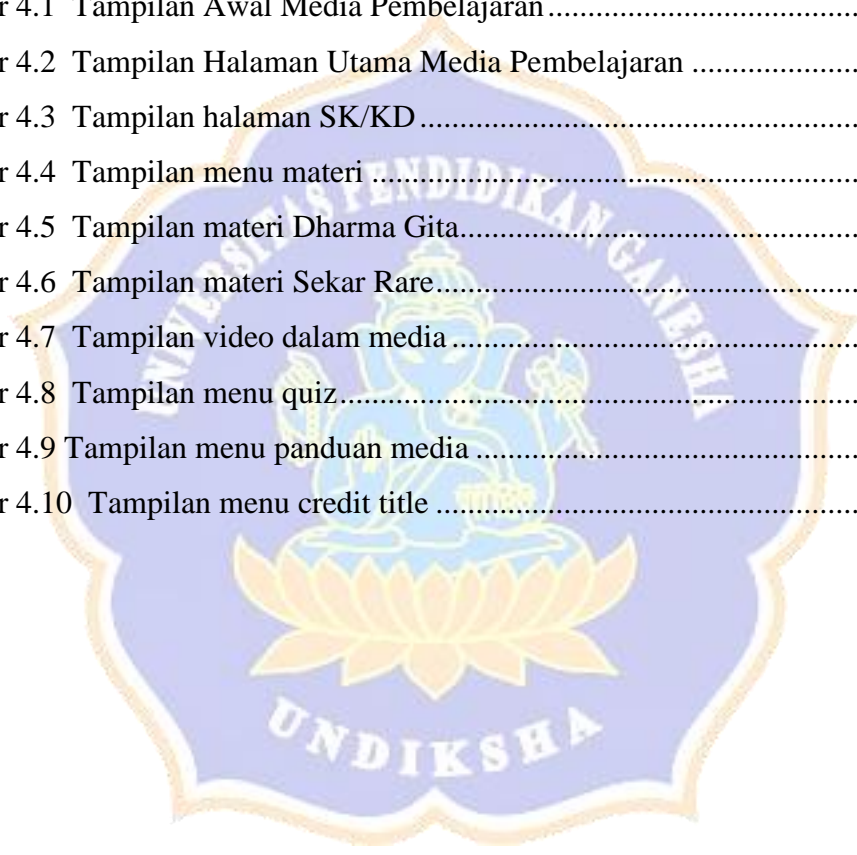 r 4.1  Tampilan Awal Media Pembelajaran................................................
r 4.2  Tampilan Halaman Utama Media Pembelajaran .........................
r 4.3  Tampilan halaman SK/KD................................................................
r 4.4  Tampilan menu materi ......................................................................
r 4.5  Tampilan materi Dharma Gita..........................................................
r 4.6  Tampilan materi Sekar Rare..............................................................
r 4.7  Tampilan video dalam media ...........................................................
r 4.8  Tampilan menu quiz............................................................................
r 4.9 Tampilan menu panduan media ........................................................
r 4.10  Tampilan menu credit title ..............................................................
UNIVERSITAS PENDIDIKAN GANESHA
UNDIKSHA